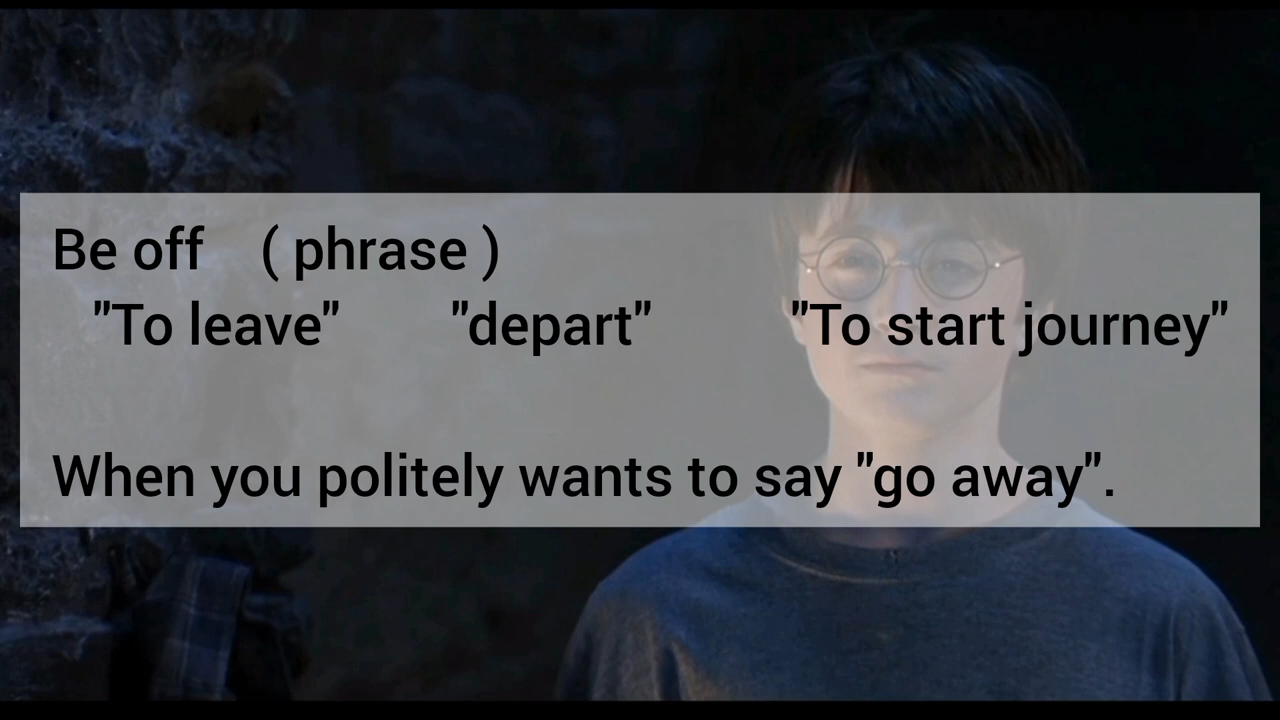 Be off ( phrase )
"To leave" "depart" "To start journey"
When you politely wants to say "go away".